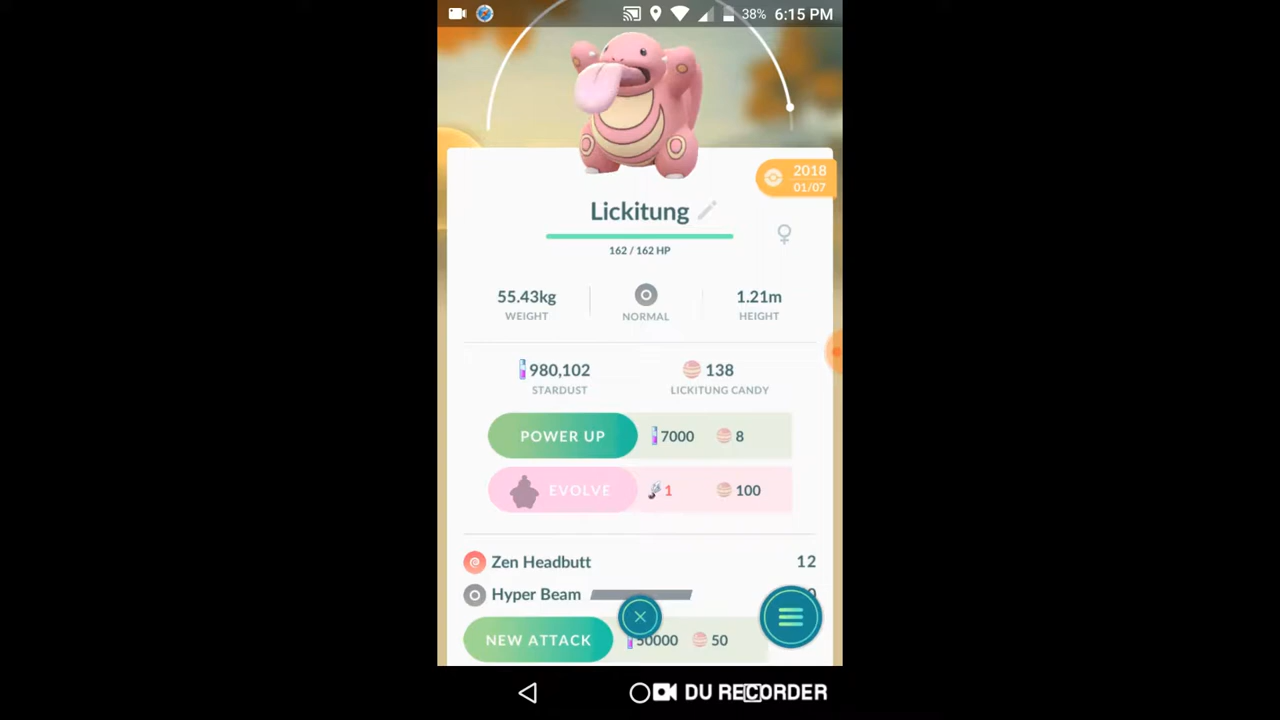 38% 6:15 PM
2018
01/07
Lickitung
162 / 162 HP
55.43kg
WEIGHT
NORMAL
1.21m
HEIGHT
980,102
STARDUST
138
LICKITUNG CANDY
POWER UP 7000 8
EVOLVE 1 100
Zen Headbutt 12
Hyper Beam
NEW ATTACK 50000 50
DU RECORDER